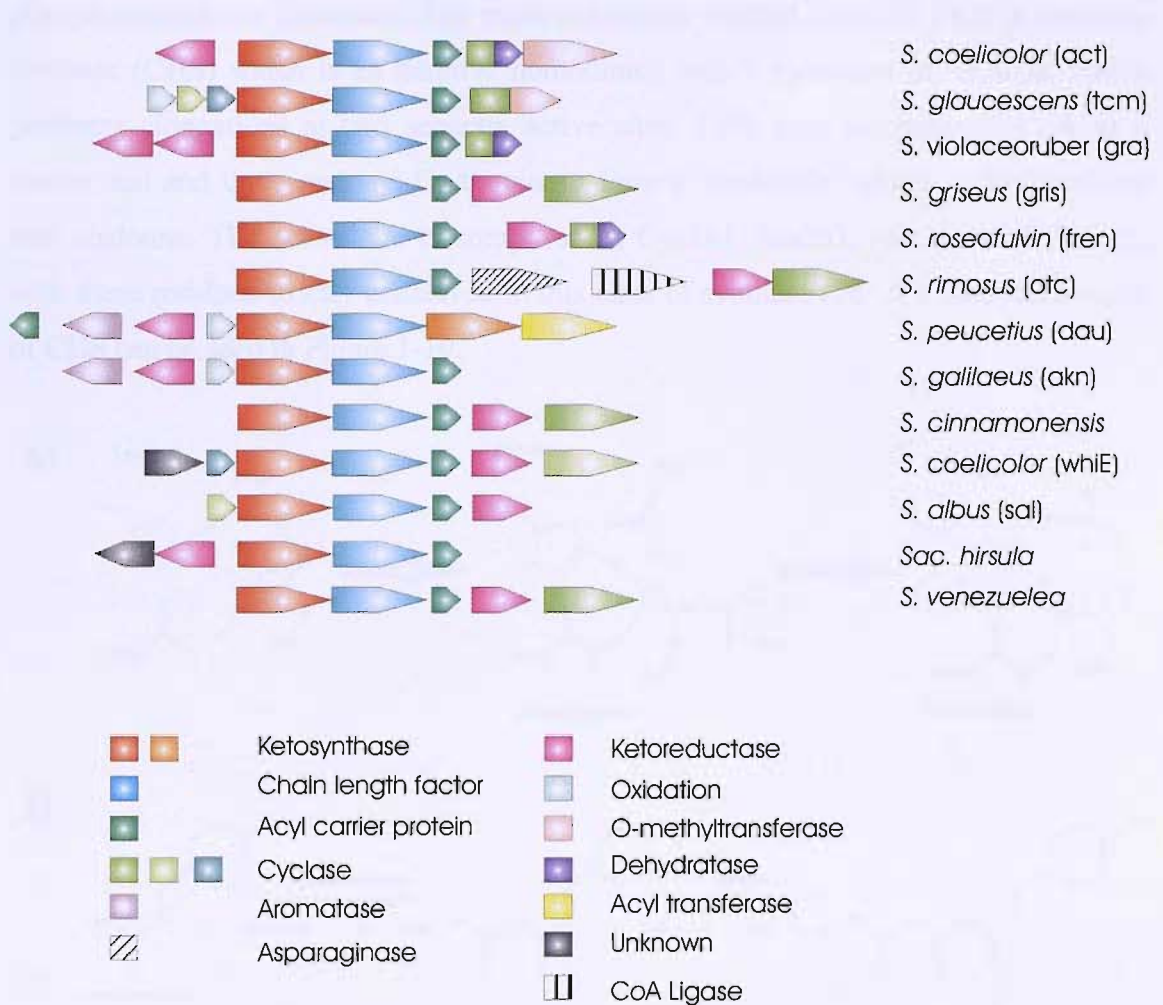 S. coelicolor (act)
S. glaucescens (tcm)
S. violaceoruber (gra)
S. griseus (gris)
S. roseofulvin (fren)
S. rimosus (otc)
S. peucetius (dau)
S. galilaeus (akn)
S. cinnamonensis
S. coelicolor (whiE)
S. albus (sal)
Sac. hirsula
S. venezuelea
Ketosynthase
Chain length factor
Acyl carrier protein
Cyclase
Aromatase
Asparaginase
Ketoreductase
Oxidation
O-methyltransferase
Dehydratase
Acyl transferase
Unknown
CoA Ligase